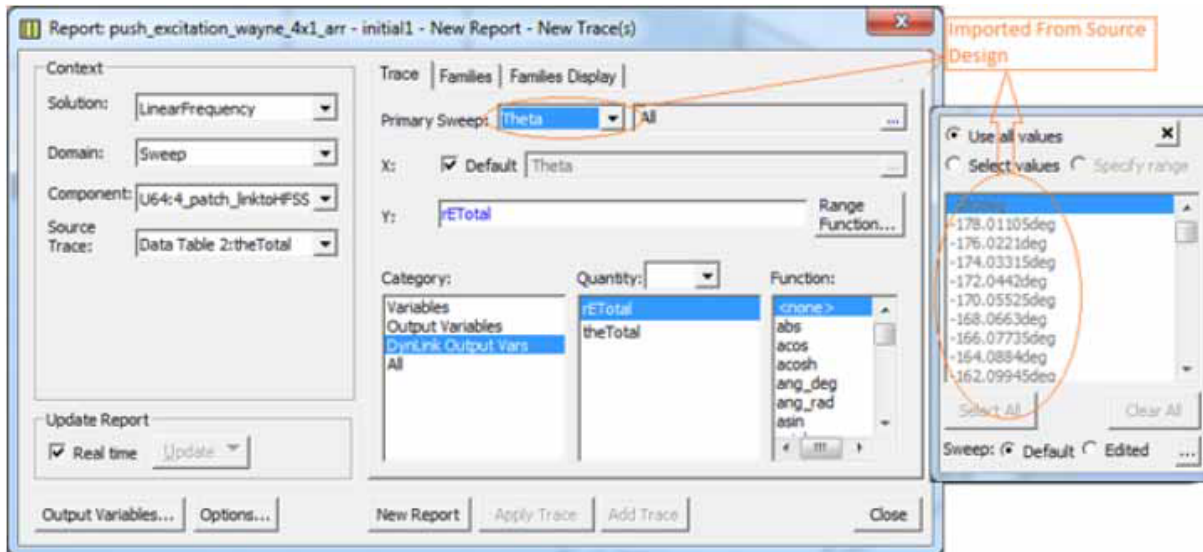 Report: push_excitation_wayne_4x1_arr - initial1 - New Report - New Trace(s)
Imported From Source
Design
Context
Solution: LinearFrequency
Domain: Sweep
Component: U64:4_patch_linktoHFSS
Source
Trace: Data Table 2:theTotal
Update Report
Real time Update
Output Variables... Options...
Trace Families Families Display
Primary Sweep: Theta All ...
X: Default Theta ...
Y: rETotal
Range
Function...
Category: Quantity: Function:
Variables
Output Variables
DynLink Output Vars
All
rETotal
theTotal
<none>
abs
acos
acosh
ang_deg
ang_rad
asin
New Report Apply Trace Add Trace Close
Use all values
Select values Specify range
-178.01105deg
-176.0221deg
-174.03315deg
-172.0442deg
-170.05525deg
-168.0663deg
-166.07735deg
-164.0884deg
-162.09945deg
Select All Clear All
Sweep: Default Edited ...